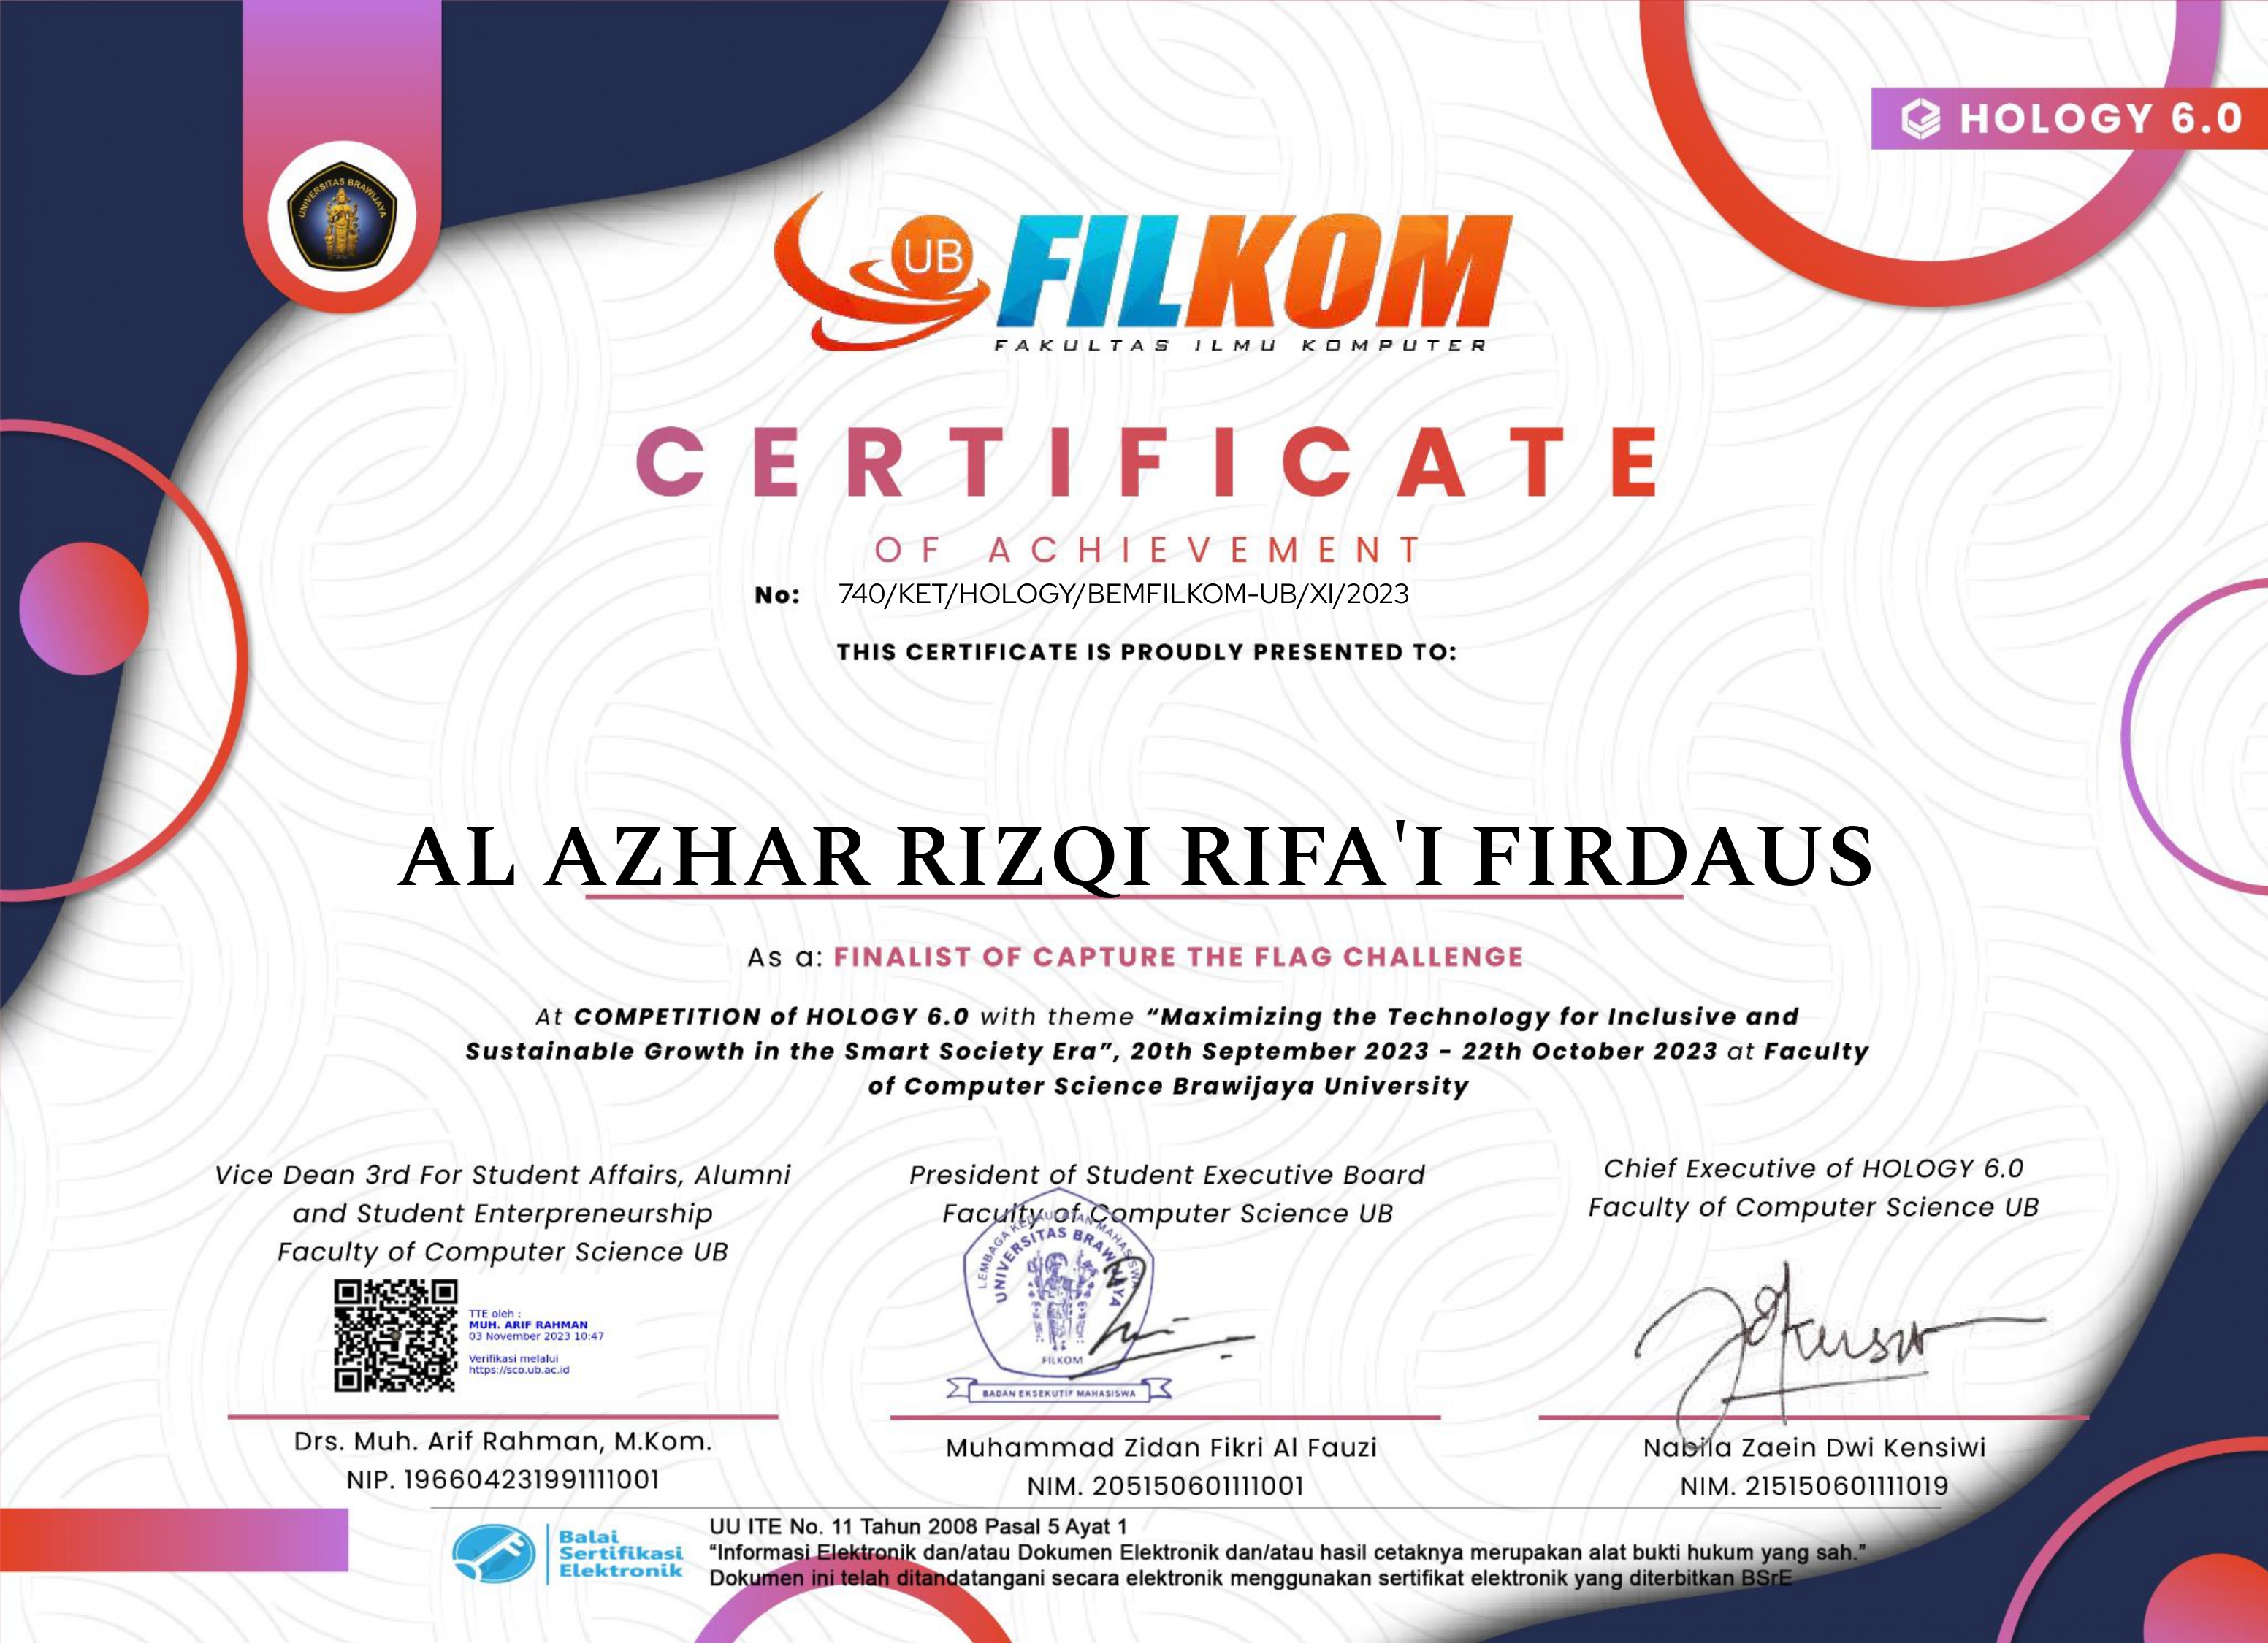 UNIVERSITAS BRAWIJAYA
HOLOGY 6.0
UB FILKOM
FAKULTAS ILMU KOMPUTER
CERTIFICATE
OF ACHIEVEMENT
No: 740/KET/HOLOGY/BEMFILKOM-UB/XI/2023
THIS CERTIFICATE IS PROUDLY PRESENTED TO:
AL AZHAR RIZQI RIFA'I FIRDAUS
As a: FINALIST OF CAPTURE THE FLAG CHALLENGE
At COMPETITION of HOLOGY 6.0 with theme “Maximizing the Technology for Inclusive and
Sustainable Growth in the Smart Society Era”, 20th September 2023 - 22th October 2023 at Faculty
of Computer Science Brawijaya University
Vice Dean 3rd For Student Affairs, Alumni
and Student Enterpreneurship
Faculty of Computer Science UB
TTE oleh :
MUH. ARIF RAHMAN
03 November 2023 10:47
Verifikasi melalui
https://sco.ub.ac.id
Drs. Muh. Arif Rahman, M.Kom.
NIP. 196604231991111001
President of Student Executive Board
Faculty of Computer Science UB
LEMBAGA KEDAULATAN MAHASISWA
UNIVERSITAS BRAWIJAYA
FILKOM
BADAN EKSEKUTIF MAHASISWA
Muhammad Zidan Fikri Al Fauzi
NIM. 205150601111001
Chief Executive of HOLOGY 6.0
Faculty of Computer Science UB
Nabila Zaein Dwi Kensiwi
NIM. 215150601111019
Balai
Sertifikasi
Elektronik
UU ITE No. 11 Tahun 2008 Pasal 5 Ayat 1
“Informasi Elektronik dan/atau Dokumen Elektronik dan/atau hasil cetaknya merupakan alat bukti hukum yang sah.”
Dokumen ini telah ditandatangani secara elektronik menggunakan sertifikat elektronik yang diterbitkan BSrE